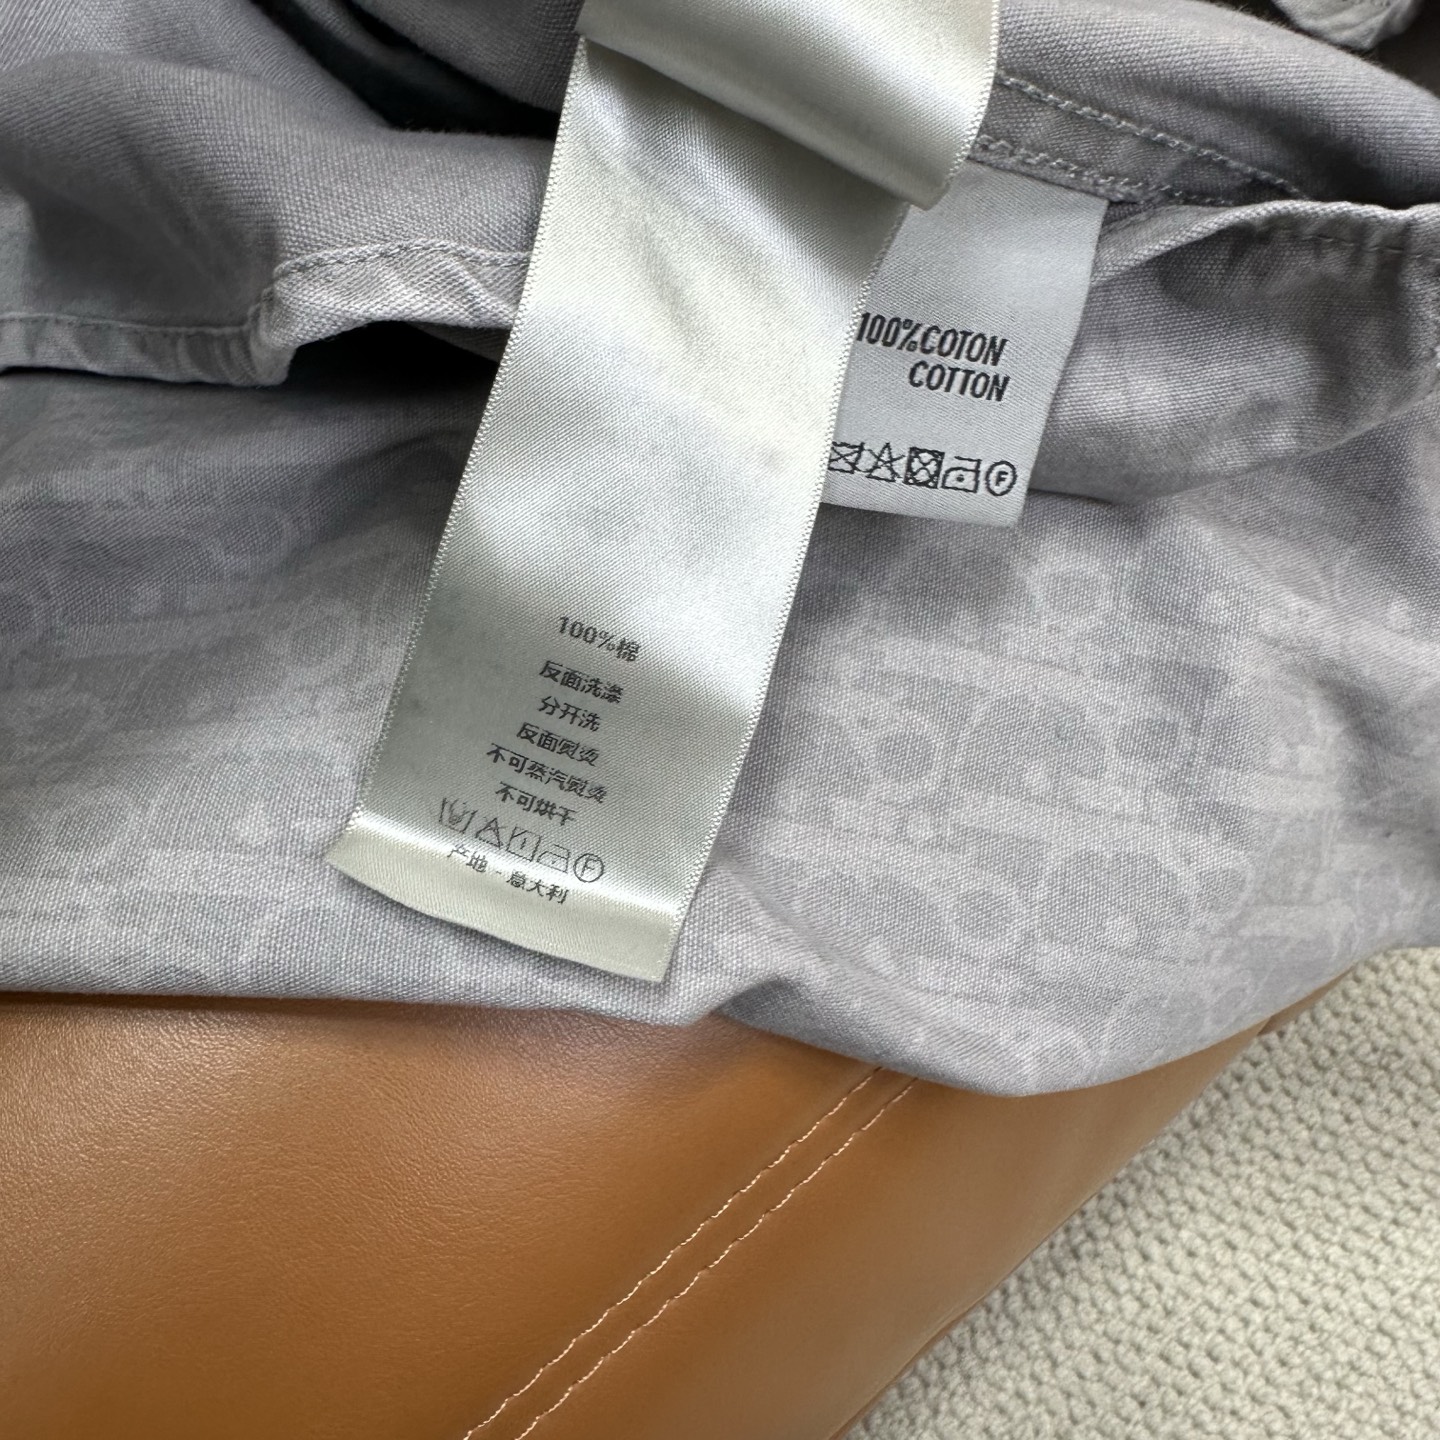 100%COTON
COTTON
F
100%棉
反面洗涤
分开洗
反面熨烫
不可蒸汽熨烫
不可烘干
F
产地-意大利